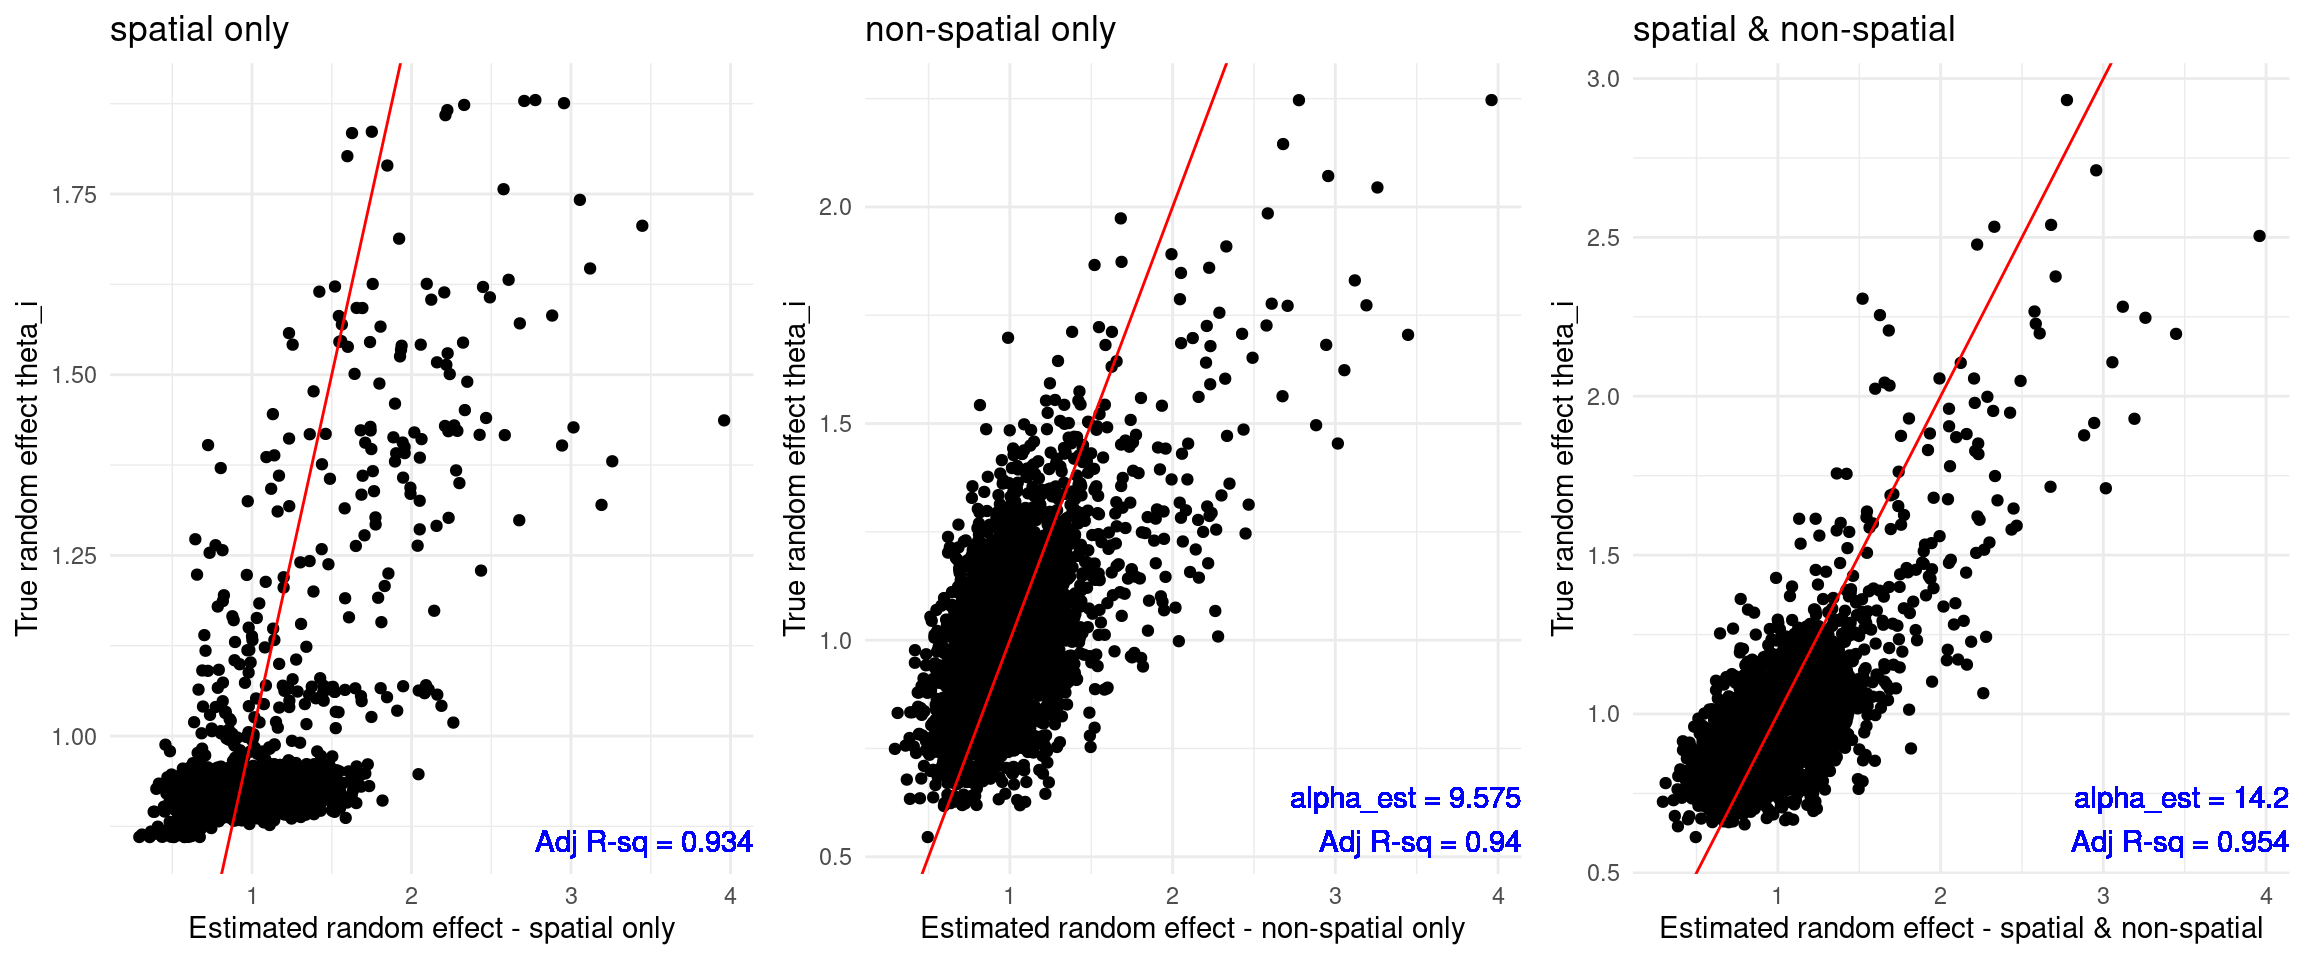 spatial only
True random effect theta_i
1.75
1.50
1.25
1.00
Adj R-sq = 0.934
1
2
3
4
Estimated random effect - spatial only
non-spatial only
True random effect theta_i
2.0
1.5
1.0
0.5
alpha_est = 9.575
Adj R-sq = 0.94
1
2
3
4
Estimated random effect - non-spatial only
spatial & non-spatial
True random effect theta_i
3.0
2.5
2.0
1.5
1.0
0.5
alpha_est = 14.2
Adj R-sq = 0.954
1
2
3
4
Estimated random effect - spatial & non-spatial